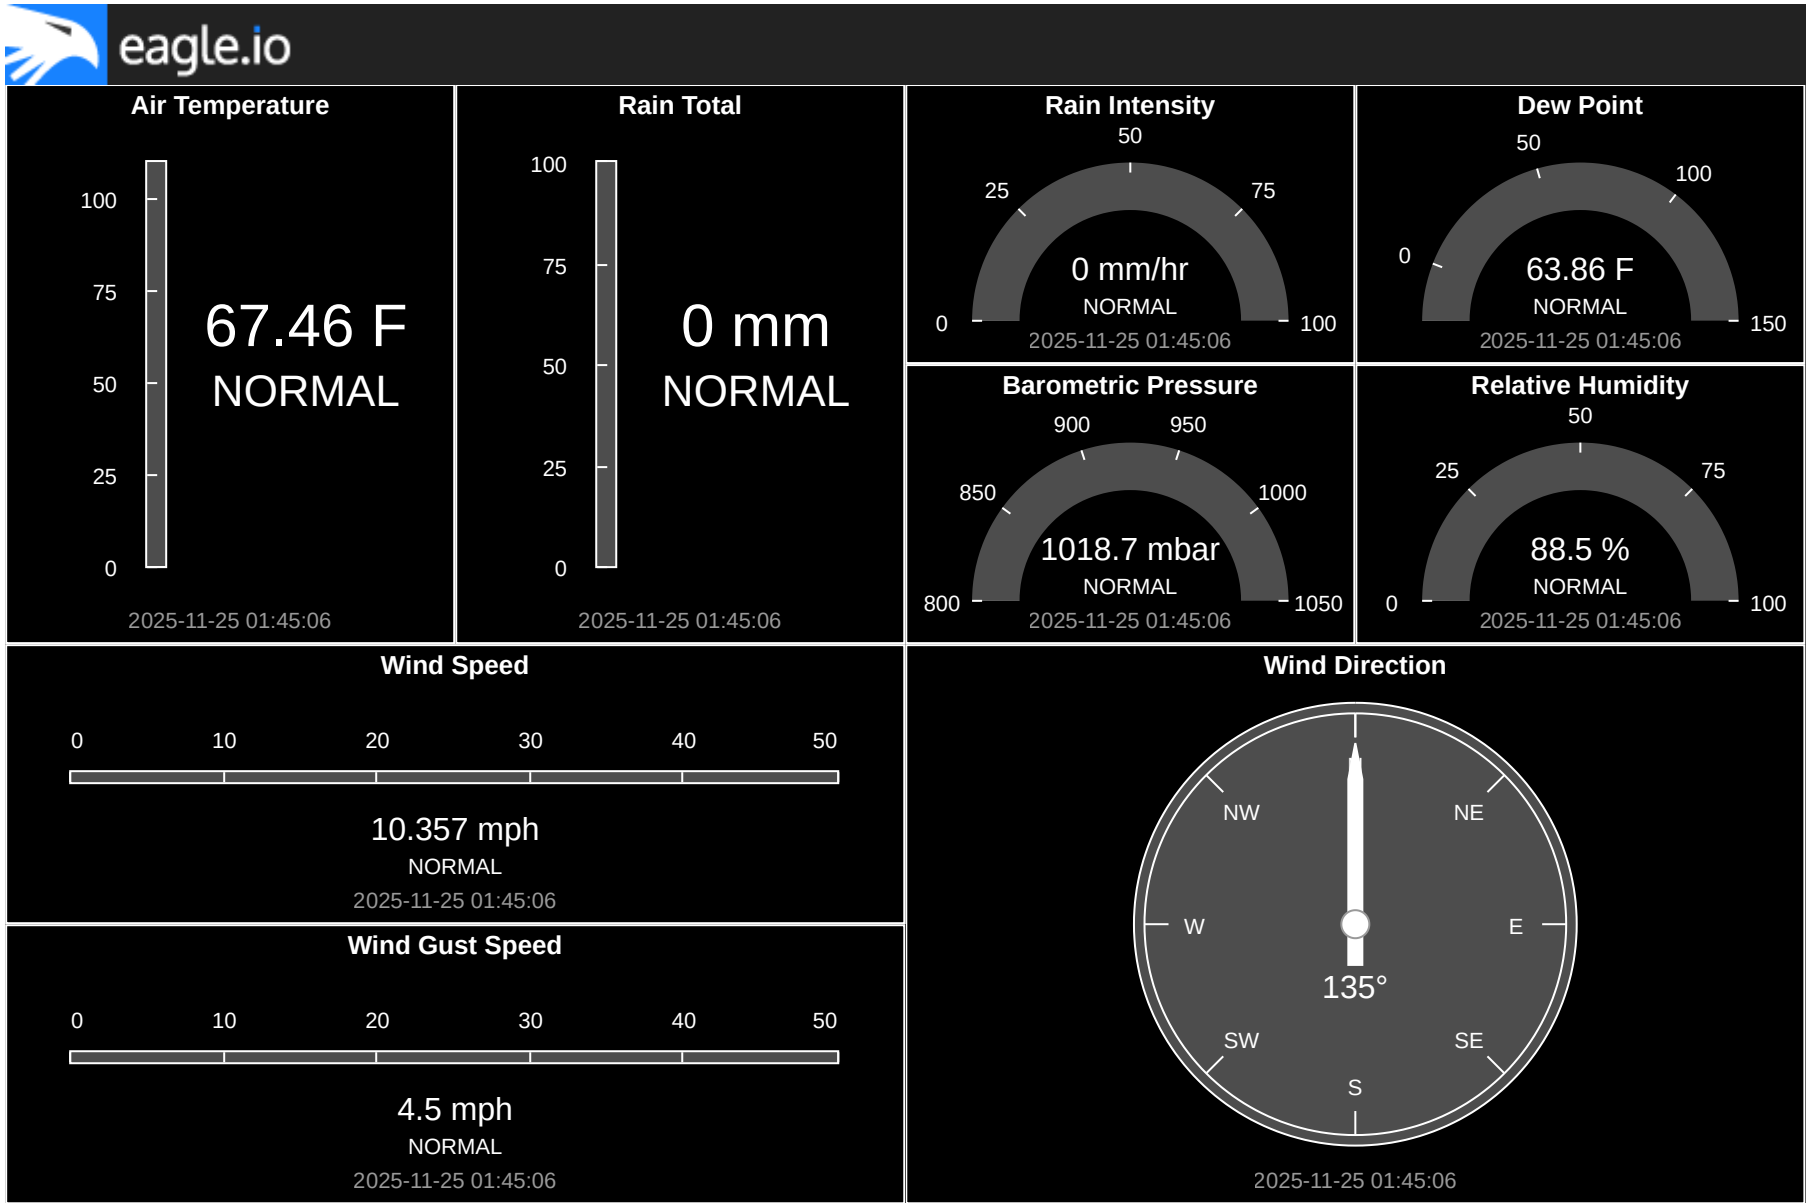 eagle.io
Air Temperature
100
75
50
25
0
67.46 F
NORMAL
2025-11-25 01:45:06
Rain Total
100
75
50
25
0
0 mm
NORMAL
2025-11-25 01:45:06
Rain Intensity
0
25
50
75
100
0 mm/hr
NORMAL
2025-11-25 01:45:06
Dew Point
0
50
100
150
63.86 F
NORMAL
2025-11-25 01:45:06
Barometric Pressure
800
850
900
950
1000
1050
1018.7 mbar
NORMAL
2025-11-25 01:45:06
Relative Humidity
0
25
50
75
100
88.5 %
NORMAL
2025-11-25 01:45:06
Wind Speed
0 10 20 30 40 50
10.357 mph
NORMAL
2025-11-25 01:45:06
Wind Gust Speed
0 10 20 30 40 50
4.5 mph
NORMAL
2025-11-25 01:45:06
Wind Direction
NW NE
W E
135°
SW SE
S
2025-11-25 01:45:06